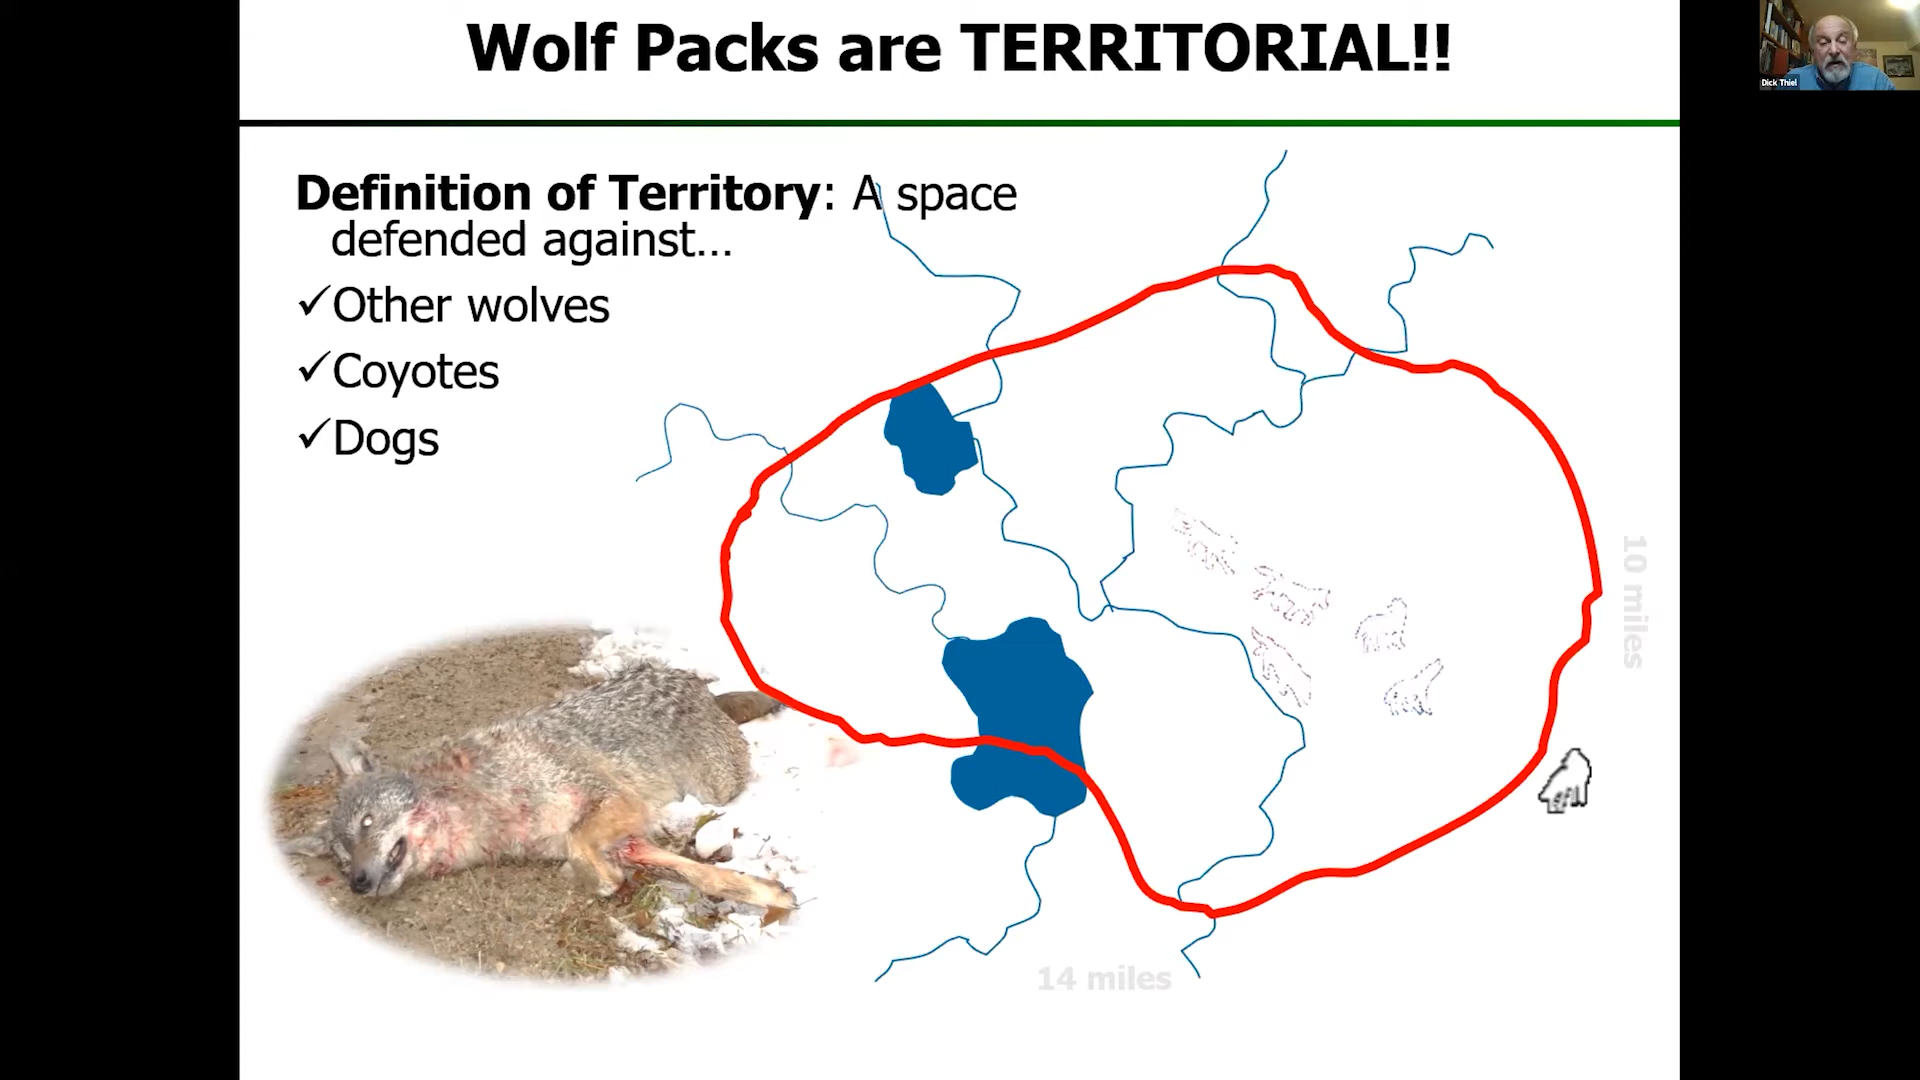 Wolf Packs are TERRITORIAL!!
Dick Thiel
Definition of Territory: A space
defended against...
✓Other wolves
✓Coyotes
✓Dogs
10 miles
14 miles